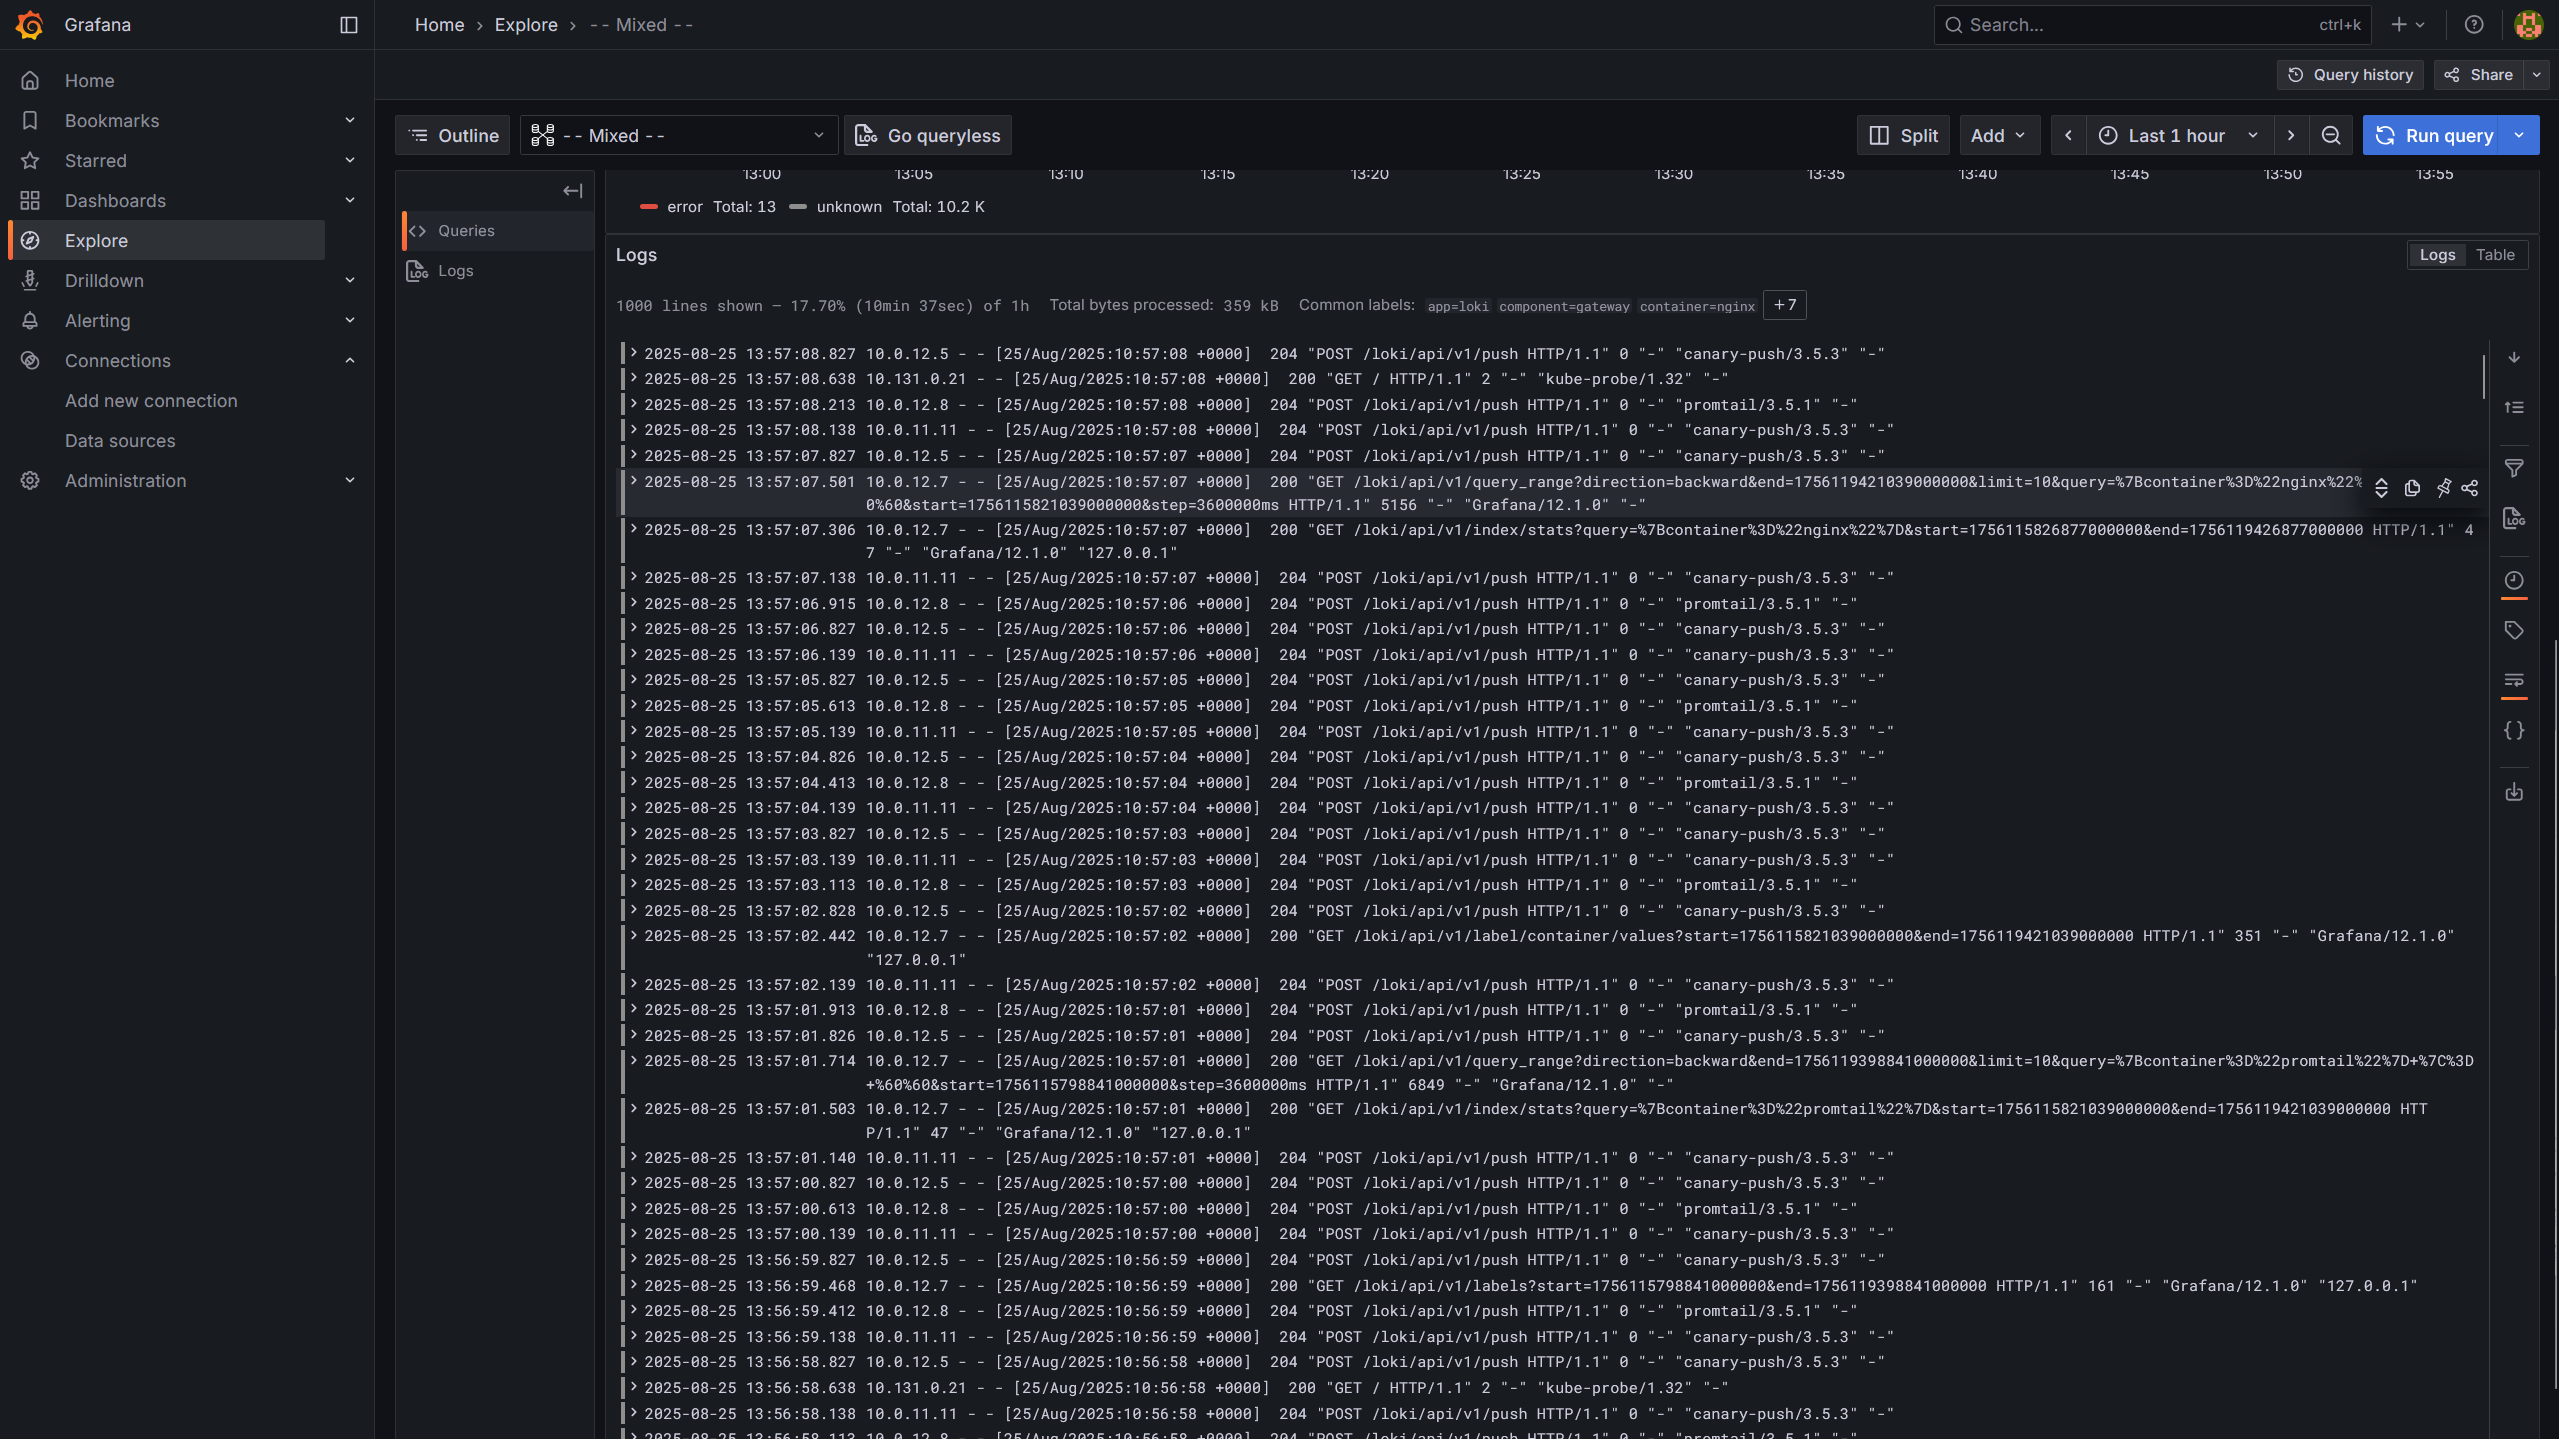 Grafana
Home › Explore › -- Mixed --
Search... ctrl+k
Home
Bookmarks
Starred
Dashboards
Explore
Drilldown
Alerting
Connections
Add new connection
Data sources
Administration
Query history
Share
Outline
-- Mixed --
Go queryless
Split
Add
Last 1 hour
Run query
Queries
Logs
13:00 13:05 13:10 13:15 13:20 13:25 13:30 13:35 13:40 13:45 13:50 13:55
error Total: 13 unknown Total: 10.2 K
Logs
Logs Table
1000 lines shown — 17.70% (10min 37sec) of 1h Total bytes processed: 359 kB Common labels: app=loki component=gateway container=nginx +7
2025-08-25 13:57:08.827 10.0.12.5 - - [25/Aug/2025:10:57:08 +0000]  204 "POST /loki/api/v1/push HTTP/1.1" 0 "-" "canary-push/3.5.3" "-"
2025-08-25 13:57:08.638 10.131.0.21 - - [25/Aug/2025:10:57:08 +0000]  200 "GET / HTTP/1.1" 2 "-" "kube-probe/1.32" "-"
2025-08-25 13:57:08.213 10.0.12.8 - - [25/Aug/2025:10:57:08 +0000]  204 "POST /loki/api/v1/push HTTP/1.1" 0 "-" "promtail/3.5.1" "-"
2025-08-25 13:57:08.138 10.0.11.11 - - [25/Aug/2025:10:57:08 +0000]  204 "POST /loki/api/v1/push HTTP/1.1" 0 "-" "canary-push/3.5.3" "-"
2025-08-25 13:57:07.827 10.0.12.5 - - [25/Aug/2025:10:57:07 +0000]  204 "POST /loki/api/v1/push HTTP/1.1" 0 "-" "canary-push/3.5.3" "-"
2025-08-25 13:57:07.501 10.0.12.7 - - [25/Aug/2025:10:57:07 +0000]  200 "GET /loki/api/v1/query_range?direction=backward&end=1756119421039000000&limit=10&query=%7Bcontainer%3D%22nginx%22%
0%60&start=1756115821039000000&step=3600000ms HTTP/1.1" 5156 "-" "Grafana/12.1.0" "-"
2025-08-25 13:57:07.306 10.0.12.7 - - [25/Aug/2025:10:57:07 +0000]  200 "GET /loki/api/v1/index/stats?query=%7Bcontainer%3D%22nginx%22%7D&start=1756115826877000000&end=1756119426877000000 HTTP/1.1" 4
7 "-" "Grafana/12.1.0" "127.0.0.1"
2025-08-25 13:57:07.138 10.0.11.11 - - [25/Aug/2025:10:57:07 +0000]  204 "POST /loki/api/v1/push HTTP/1.1" 0 "-" "canary-push/3.5.3" "-"
2025-08-25 13:57:06.915 10.0.12.8 - - [25/Aug/2025:10:57:06 +0000]  204 "POST /loki/api/v1/push HTTP/1.1" 0 "-" "promtail/3.5.1" "-"
2025-08-25 13:57:06.827 10.0.12.5 - - [25/Aug/2025:10:57:06 +0000]  204 "POST /loki/api/v1/push HTTP/1.1" 0 "-" "canary-push/3.5.3" "-"
2025-08-25 13:57:06.139 10.0.11.11 - - [25/Aug/2025:10:57:06 +0000]  204 "POST /loki/api/v1/push HTTP/1.1" 0 "-" "canary-push/3.5.3" "-"
2025-08-25 13:57:05.827 10.0.12.5 - - [25/Aug/2025:10:57:05 +0000]  204 "POST /loki/api/v1/push HTTP/1.1" 0 "-" "canary-push/3.5.3" "-"
2025-08-25 13:57:05.613 10.0.12.8 - - [25/Aug/2025:10:57:05 +0000]  204 "POST /loki/api/v1/push HTTP/1.1" 0 "-" "promtail/3.5.1" "-"
2025-08-25 13:57:05.139 10.0.11.11 - - [25/Aug/2025:10:57:05 +0000]  204 "POST /loki/api/v1/push HTTP/1.1" 0 "-" "canary-push/3.5.3" "-"
2025-08-25 13:57:04.826 10.0.12.5 - - [25/Aug/2025:10:57:04 +0000]  204 "POST /loki/api/v1/push HTTP/1.1" 0 "-" "canary-push/3.5.3" "-"
2025-08-25 13:57:04.413 10.0.12.8 - - [25/Aug/2025:10:57:04 +0000]  204 "POST /loki/api/v1/push HTTP/1.1" 0 "-" "promtail/3.5.1" "-"
2025-08-25 13:57:04.139 10.0.11.11 - - [25/Aug/2025:10:57:04 +0000]  204 "POST /loki/api/v1/push HTTP/1.1" 0 "-" "canary-push/3.5.3" "-"
2025-08-25 13:57:03.827 10.0.12.5 - - [25/Aug/2025:10:57:03 +0000]  204 "POST /loki/api/v1/push HTTP/1.1" 0 "-" "canary-push/3.5.3" "-"
2025-08-25 13:57:03.139 10.0.11.11 - - [25/Aug/2025:10:57:03 +0000]  204 "POST /loki/api/v1/push HTTP/1.1" 0 "-" "canary-push/3.5.3" "-"
2025-08-25 13:57:03.113 10.0.12.8 - - [25/Aug/2025:10:57:03 +0000]  204 "POST /loki/api/v1/push HTTP/1.1" 0 "-" "promtail/3.5.1" "-"
2025-08-25 13:57:02.828 10.0.12.5 - - [25/Aug/2025:10:57:02 +0000]  204 "POST /loki/api/v1/push HTTP/1.1" 0 "-" "canary-push/3.5.3" "-"
2025-08-25 13:57:02.442 10.0.12.7 - - [25/Aug/2025:10:57:02 +0000]  200 "GET /loki/api/v1/label/container/values?start=1756115821039000000&end=1756119421039000000 HTTP/1.1" 351 "-" "Grafana/12.1.0"
"127.0.0.1"
2025-08-25 13:57:02.139 10.0.11.11 - - [25/Aug/2025:10:57:02 +0000]  204 "POST /loki/api/v1/push HTTP/1.1" 0 "-" "canary-push/3.5.3" "-"
2025-08-25 13:57:01.913 10.0.12.8 - - [25/Aug/2025:10:57:01 +0000]  204 "POST /loki/api/v1/push HTTP/1.1" 0 "-" "promtail/3.5.1" "-"
2025-08-25 13:57:01.826 10.0.12.5 - - [25/Aug/2025:10:57:01 +0000]  204 "POST /loki/api/v1/push HTTP/1.1" 0 "-" "canary-push/3.5.3" "-"
2025-08-25 13:57:01.714 10.0.12.7 - - [25/Aug/2025:10:57:01 +0000]  200 "GET /loki/api/v1/query_range?direction=backward&end=1756119398841000000&limit=10&query=%7Bcontainer%3D%22promtail%22%7D+%7C%3D
+%60%60&start=1756115798841000000&step=3600000ms HTTP/1.1" 6849 "-" "Grafana/12.1.0" "-"
2025-08-25 13:57:01.503 10.0.12.7 - - [25/Aug/2025:10:57:01 +0000]  200 "GET /loki/api/v1/index/stats?query=%7Bcontainer%3D%22promtail%22%7D&start=1756115821039000000&end=1756119421039000000 HTT
P/1.1" 47 "-" "Grafana/12.1.0" "127.0.0.1"
2025-08-25 13:57:01.140 10.0.11.11 - - [25/Aug/2025:10:57:01 +0000]  204 "POST /loki/api/v1/push HTTP/1.1" 0 "-" "canary-push/3.5.3" "-"
2025-08-25 13:57:00.827 10.0.12.5 - - [25/Aug/2025:10:57:00 +0000]  204 "POST /loki/api/v1/push HTTP/1.1" 0 "-" "canary-push/3.5.3" "-"
2025-08-25 13:57:00.613 10.0.12.8 - - [25/Aug/2025:10:57:00 +0000]  204 "POST /loki/api/v1/push HTTP/1.1" 0 "-" "promtail/3.5.1" "-"
2025-08-25 13:57:00.139 10.0.11.11 - - [25/Aug/2025:10:57:00 +0000]  204 "POST /loki/api/v1/push HTTP/1.1" 0 "-" "canary-push/3.5.3" "-"
2025-08-25 13:56:59.827 10.0.12.5 - - [25/Aug/2025:10:56:59 +0000]  204 "POST /loki/api/v1/push HTTP/1.1" 0 "-" "canary-push/3.5.3" "-"
2025-08-25 13:56:59.468 10.0.12.7 - - [25/Aug/2025:10:56:59 +0000]  200 "GET /loki/api/v1/labels?start=1756115798841000000&end=1756119398841000000 HTTP/1.1" 161 "-" "Grafana/12.1.0" "127.0.0.1"
2025-08-25 13:56:59.412 10.0.12.8 - - [25/Aug/2025:10:56:59 +0000]  204 "POST /loki/api/v1/push HTTP/1.1" 0 "-" "promtail/3.5.1" "-"
2025-08-25 13:56:59.138 10.0.11.11 - - [25/Aug/2025:10:56:59 +0000]  204 "POST /loki/api/v1/push HTTP/1.1" 0 "-" "canary-push/3.5.3" "-"
2025-08-25 13:56:58.827 10.0.12.5 - - [25/Aug/2025:10:56:58 +0000]  204 "POST /loki/api/v1/push HTTP/1.1" 0 "-" "canary-push/3.5.3" "-"
2025-08-25 13:56:58.638 10.131.0.21 - - [25/Aug/2025:10:56:58 +0000]  200 "GET / HTTP/1.1" 2 "-" "kube-probe/1.32" "-"
2025-08-25 13:56:58.138 10.0.11.11 - - [25/Aug/2025:10:56:58 +0000]  204 "POST /loki/api/v1/push HTTP/1.1" 0 "-" "canary-push/3.5.3" "-"
2025-08-25 13:56:58.113 10.0.12.8 - - [25/Aug/2025:10:56:58 +0000]  204 "POST /loki/api/v1/push HTTP/1.1" 0 "-" "promtail/3.5.1" "-"